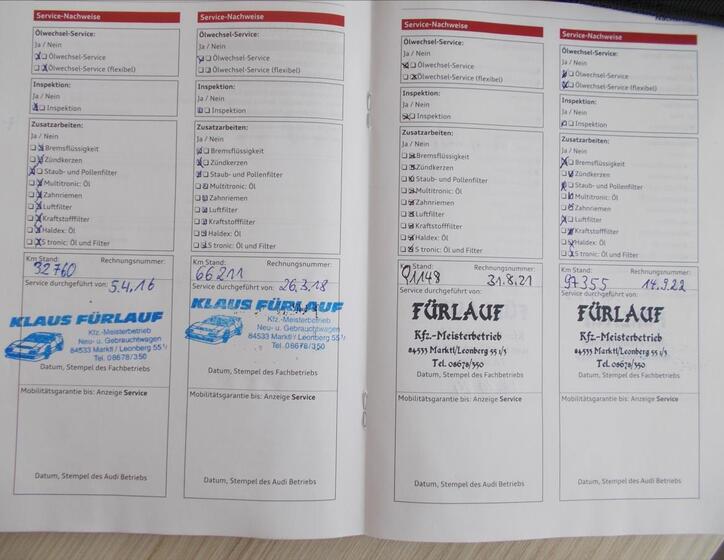 Service-Nachweise
Ölwechsel-Service:
Ja / Nein
Ölwechsel-Service
Ölwechsel-Service (flexibel)
Inspektion:
Ja / Nein
Inspektion
Zusatzarbeiten:
Ja / Nein
Bremsflüssigkeit
Zündkerzen
Staub- und Pollenfilter
Multitronic: Öl
Zahnriemen
Luftfilter
Kraftstofffilter
Haldex: Öl
S tronic: Öl und Filter
Km Stand: Rechnungsnummer:
32760
Service durchgeführt von: 5.4.16
KLAUS FÜRLAUF
Kfz.-Meisterbetrieb
Neu- u. Gebrauchtwagen
84533 Marktl / Leonberg 55 1/
Tel. 08678/350
Datum, Stempel des Fachbetriebs
Mobilitätsgarantie bis: Anzeige Service
Datum, Stempel des Audi Betriebs
Service-Nachweise
Ölwechsel-Service:
Ja / Nein
Ölwechsel-Service
Ölwechsel-Service (flexibel)
Inspektion:
Ja / Nein
Inspektion
Zusatzarbeiten:
Ja / Nein
Bremsflüssigkeit
Zündkerzen
Staub- und Pollenfilter
Multitronic: Öl
Zahnriemen
Luftfilter
Kraftstofffilter
Haldex: Öl
S tronic: Öl und Filter
Km Stand: Rechnungsnummer:
66211
Service durchgeführt von: 26.3.18
KLAUS FÜRLAUF
Kfz.-Meisterbetrieb
Neu- u. Gebrauchtwagen
84533 Marktl / Leonberg 55 1/
Tel. 08678/350
Datum, Stempel des Fachbetriebs
Mobilitätsgarantie bis: Anzeige Service
Datum, Stempel des Audi Betriebs
Service-Nachweise
Ölwechsel-Service:
Ja / Nein
Ölwechsel-Service
Ölwechsel-Service (flexibel)
Inspektion:
Ja / Nein
Inspektion
Zusatzarbeiten:
Ja / Nein
Bremsflüssigkeit
Zündkerzen
Staub- und Pollenfilter
Multitronic: Öl
Zahnriemen
Luftfilter
Kraftstofffilter
Haldex: Öl
S tronic: Öl und Filter
Km Stand: Rechnungsnummer:
91148 31.8.21
Service durchgeführt von:
FÜRLAUF
Kfz.-Meisterbetrieb
84533 Marktl/Leonberg 55 1/3
Tel. 08678/350
Datum, Stempel des Fachbetriebs
Mobilitätsgarantie bis: Anzeige Service
Datum, Stempel des Audi Betriebs
Service-Nachweise
Ölwechsel-Service:
Ja / Nein
Ölwechsel-Service
Ölwechsel-Service (flexibel)
Inspektion:
Ja / Nein
Inspektion
Zusatzarbeiten:
Ja / Nein
Bremsflüssigkeit
Zündkerzen
Staub- und Pollenfilter
Multitronic: Öl
Zahnriemen
Luftfilter
Kraftstofffilter
Haldex: Öl
S tronic: Öl und Filter
Km Stand: Rechnungsnummer:
97355 14.9.22
Service durchgeführt von:
FÜRLAUF
Kfz.-Meisterbetrieb
84533 Marktl/Leonberg 55 1/3
Tel. 08678/350
Datum, Stempel des Fachbetriebs
Mobilitätsgarantie bis: Anzeige Service
Datum, Stempel des Audi Betriebs